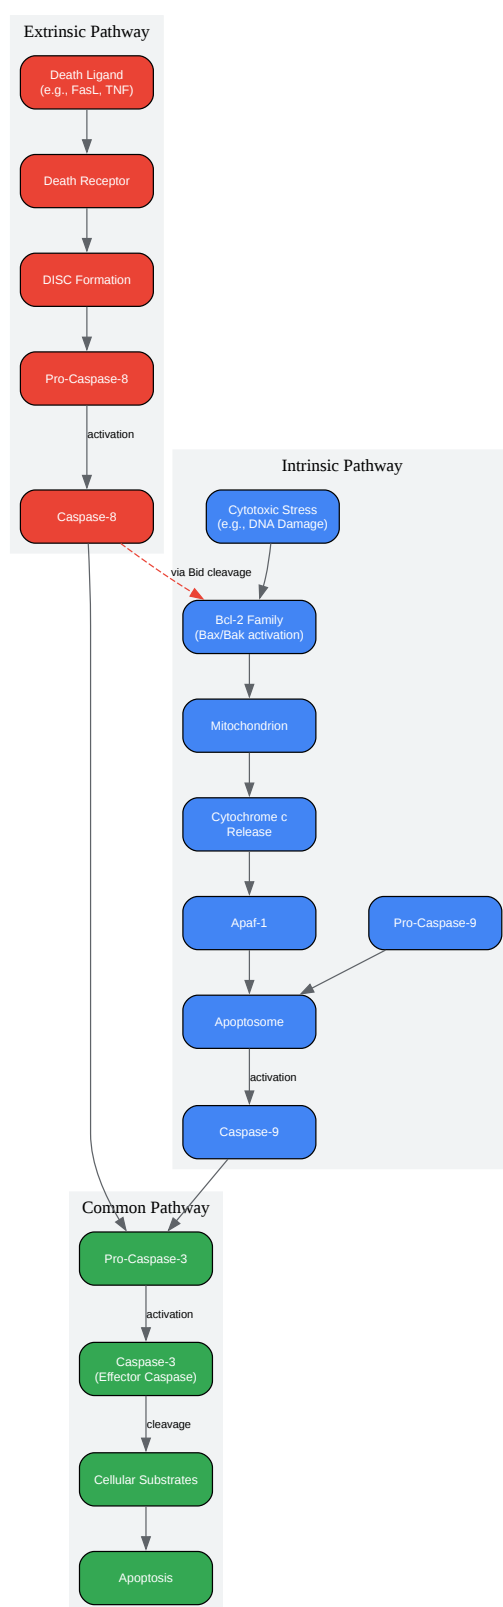 Extrinsic Pathway
Death Ligand
(e.g., FasL, TNF)
Death Receptor
DISC Formation
Pro-Caspase-8
activation
Caspase-8
Intrinsic Pathway
Cytotoxic Stress
(e.g., DNA Damage)
via Bid cleavage
Bcl-2 Family
(Bax/Bak activation)
Mitochondrion
Cytochrome c
Release
Apaf-1
Pro-Caspase-9
Apoptosome
activation
Caspase-9
Common Pathway
Pro-Caspase-3
activation
Caspase-3
(Effector Caspase)
cleavage
Cellular Substrates
Apoptosis